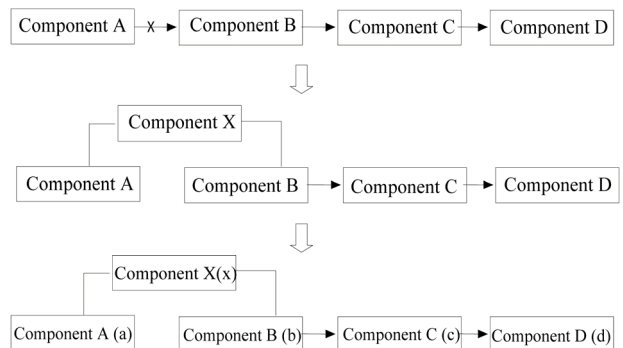 Component A
X
Component B
Component C
Component D
Component X
Component A
Component B
Component C
Component D
Component X(x)
Component A (a)
Component B (b)
Component C (c)
Component D (d)